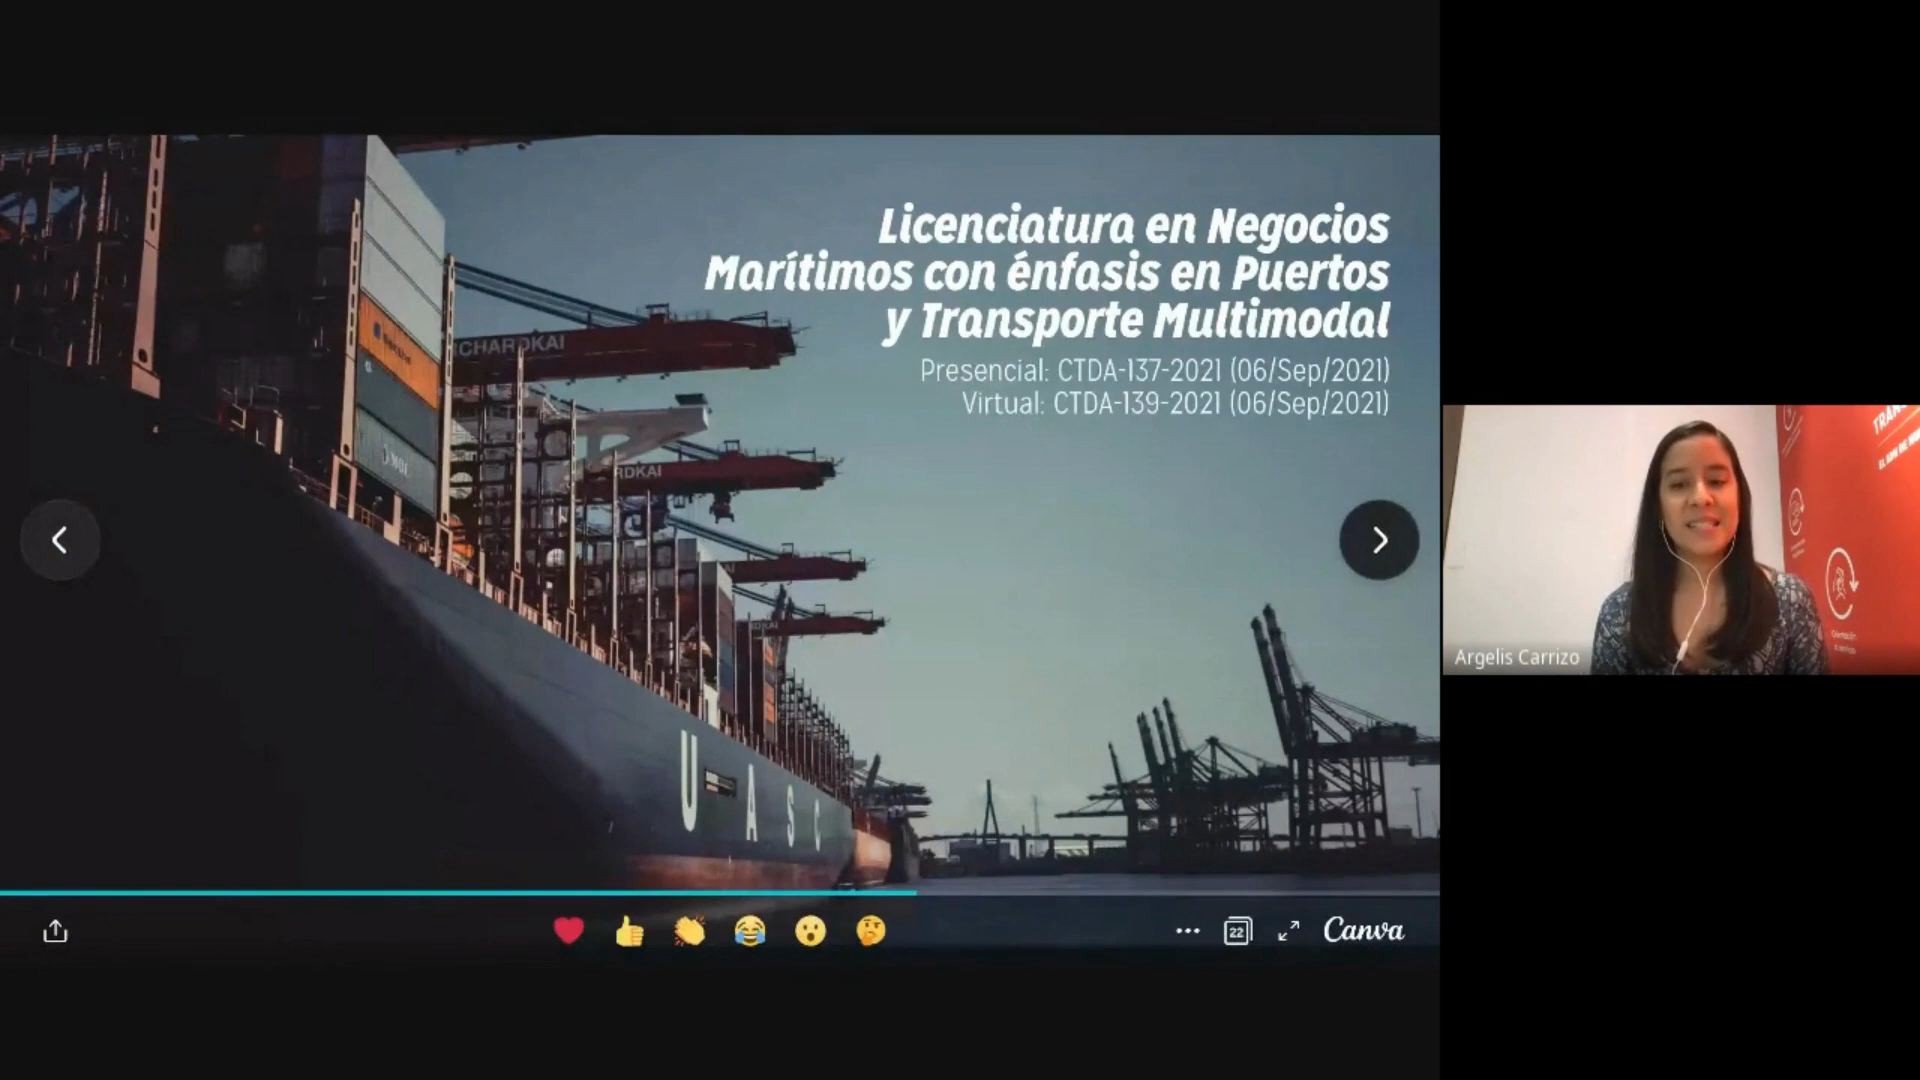 Licenciatura en Negocios
Marítimos con énfasis en Puertos
y Transporte Multimodal
Presencial: CTDA-137-2021 (06/Sep/2021)
Virtual: CTDA-139-2021 (06/Sep/2021)
CHARDKAI
RDKAI
U A S C
22
Canva
Argelis Carrizo